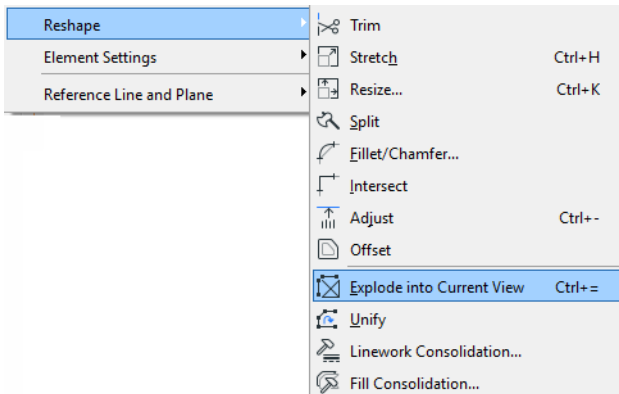 Reshape
Element Settings
Reference Line and Plane
Trim
Stretch Ctrl+H
Resize... Ctrl+K
Split
Fillet/Chamfer...
Intersect
Adjust Ctrl+-
Offset
Explode into Current View Ctrl+=
Unify
Linework Consolidation...
Fill Consolidation...